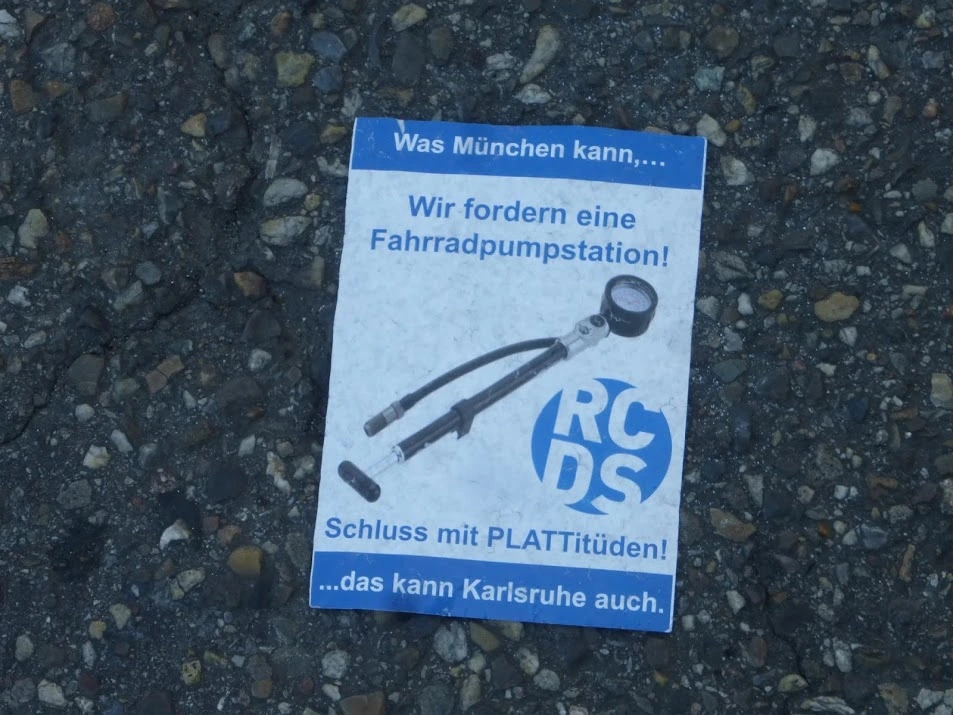 Was München kann,...
Wir fordern eine
Fahrradpumpstation!
RC
DS
Schluss mit PLATTitüden!
...das kann Karlsruhe auch.